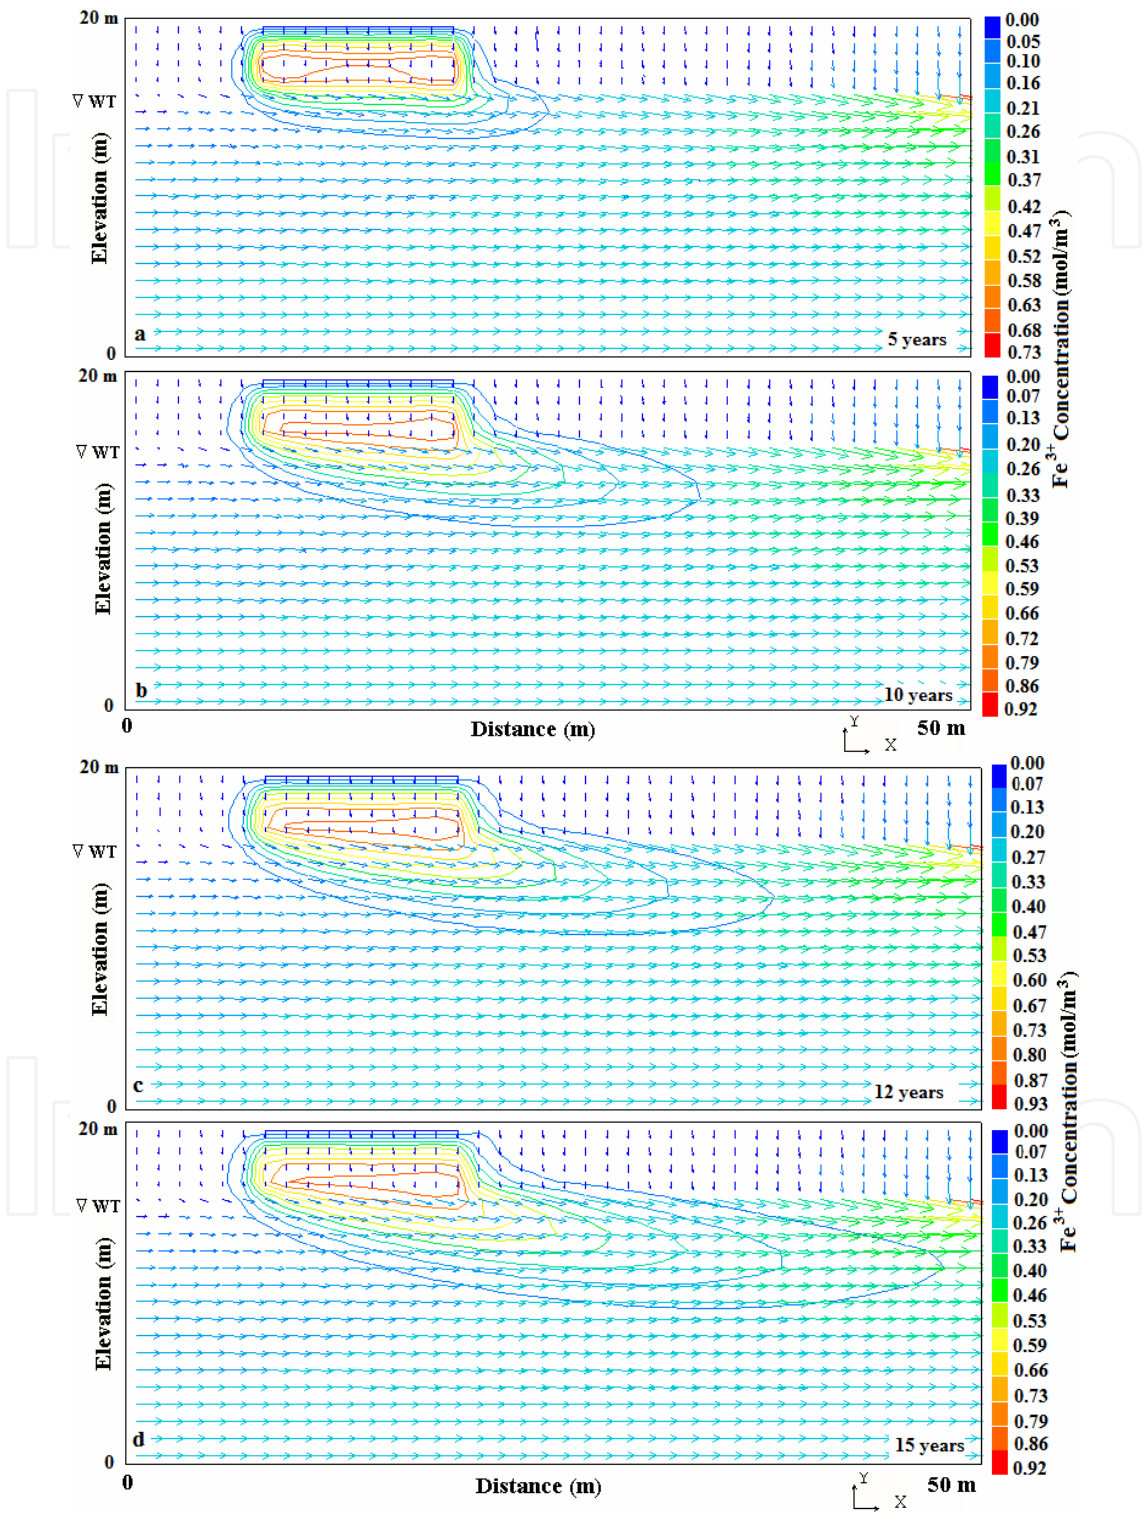 20 m
∇ WT
Elevation (m)
a
5 years
0
0.00
0.05
0.10
0.16
0.21
0.26
0.31
0.37
0.42
0.47
0.52
0.58
0.63
0.68
0.73
20 m
∇ WT
Elevation (m)
b
10 years
0
0.00
0.07
0.13
0.20
0.26
0.33
0.39
0.46
0.53
0.59
0.66
0.72
0.79
0.86
0.92
Fe3+ Concentration (mol/m3)
0
Distance (m)
Y
X
50 m
20 m
∇ WT
Elevation (m)
c
12 years
0
0.00
0.07
0.13
0.20
0.27
0.33
0.40
0.47
0.53
0.60
0.67
0.73
0.80
0.87
0.93
20 m
∇ WT
Elevation (m)
d
15 years
0
0.00
0.07
0.13
0.20
0.26
0.33
0.40
0.46
0.53
0.59
0.66
0.73
0.79
0.86
0.92
Fe3+ Concentration (mol/m3)
0
Distance (m)
Y
X
50 m